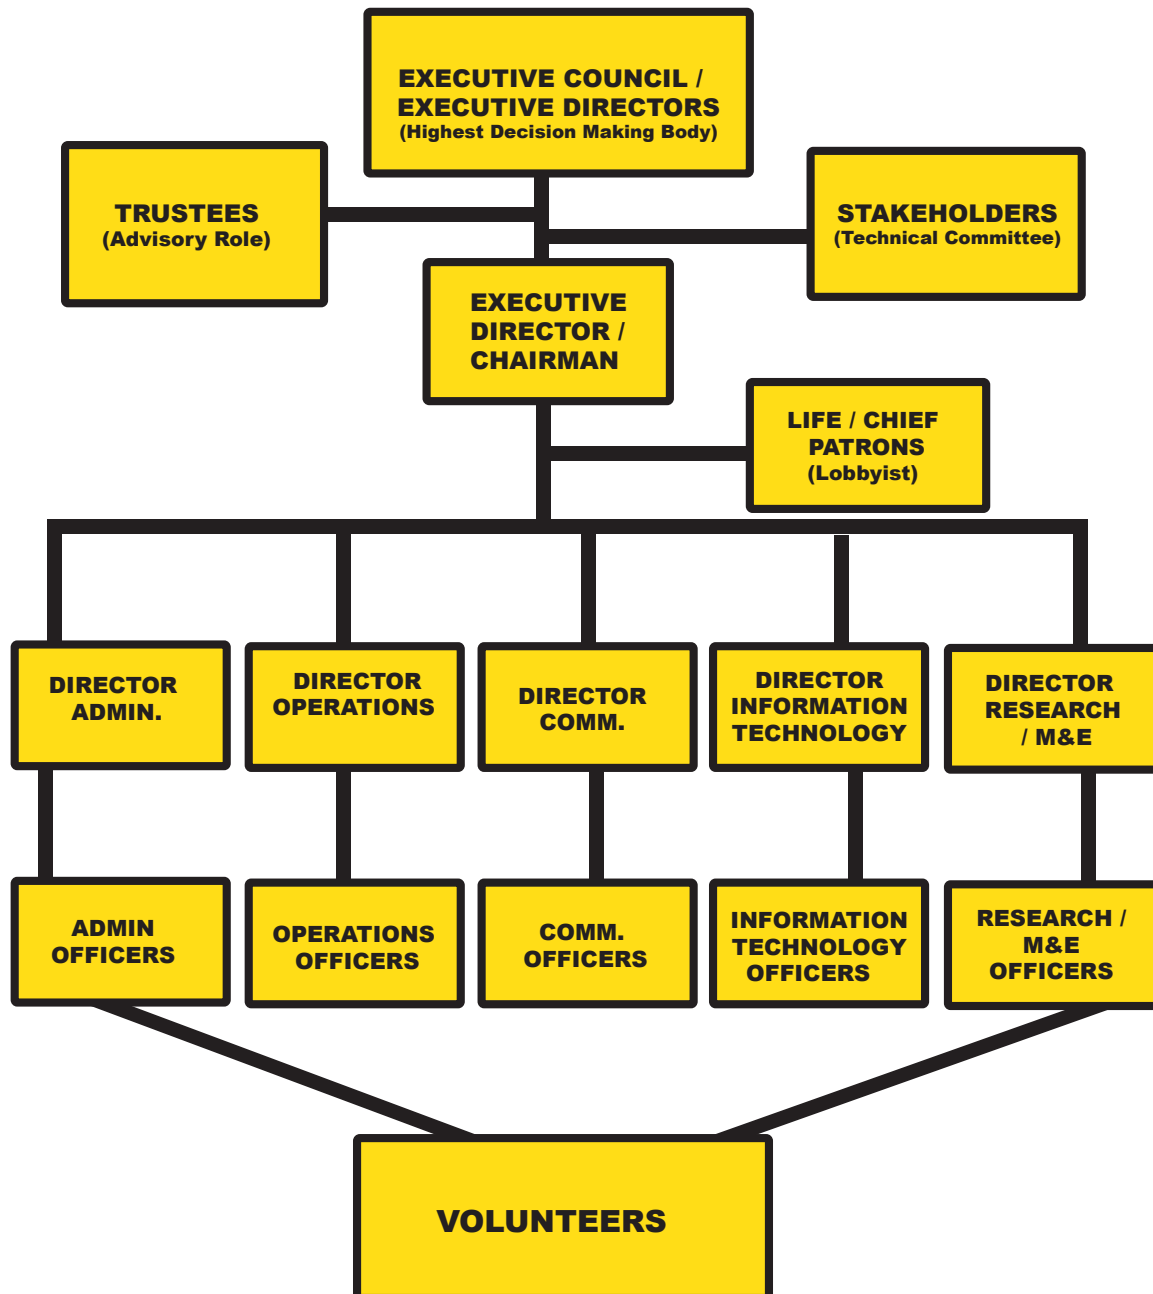 EXECUTIVE COUNCIL /
EXECUTIVE DIRECTORS
(Highest Decision Making Body)
TRUSTEES
(Advisory Role)
STAKEHOLDERS
(Technical Committee)
EXECUTIVE
DIRECTOR /
CHAIRMAN
LIFE / CHIEF
PATRONS
(Lobbyist)
DIRECTOR
ADMIN.
DIRECTOR
OPERATIONS
DIRECTOR
COMM.
DIRECTOR
INFORMATION
TECHNOLOGY
DIRECTOR
RESEARCH
/ M&E
ADMIN
OFFICERS
OPERATIONS
OFFICERS
COMM.
OFFICERS
INFORMATION
TECHNOLOGY
OFFICERS
RESEARCH /
M&E
OFFICERS
VOLUNTEERS